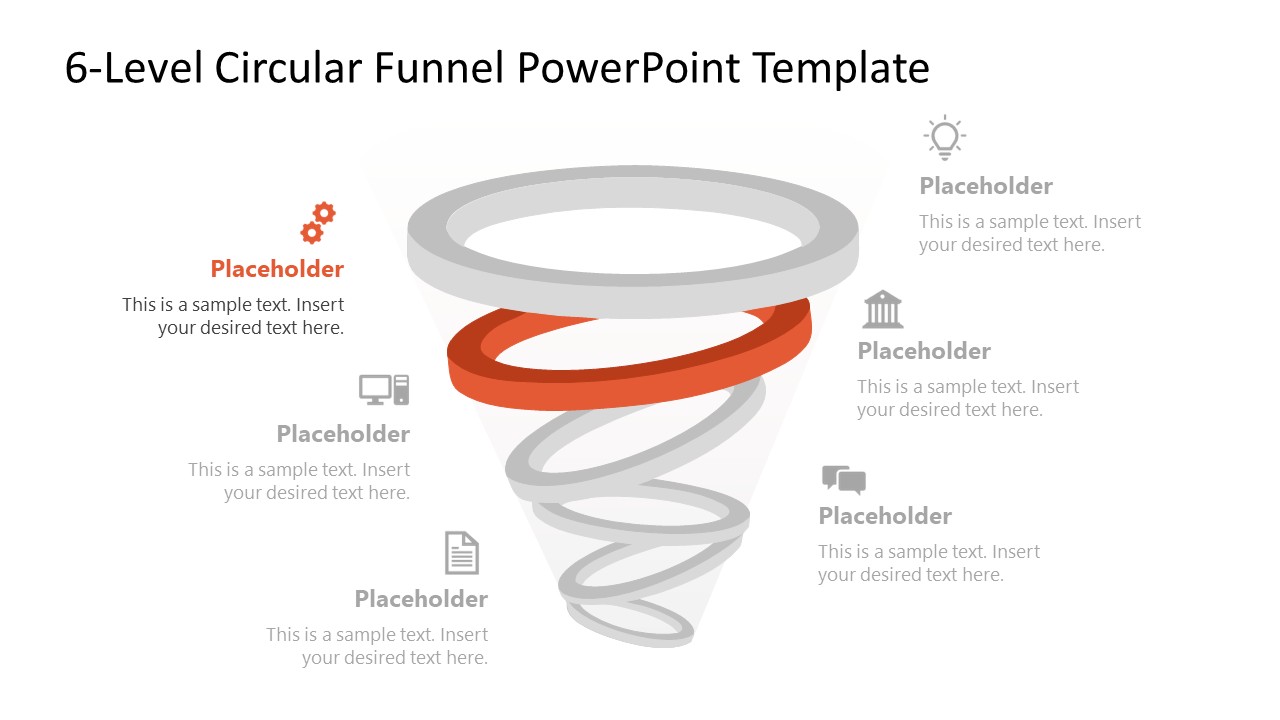 6-Level Circular Funnel PowerPoint Template
Placeholder
This is a sample text. Insert
your desired text here.
Placeholder
This is a sample text. Insert
your desired text here.
Placeholder
This is a sample text. Insert
your desired text here.
Placeholder
This is a sample text. Insert
your desired text here.
Placeholder
This is a sample text. Insert
your desired text here.
Placeholder
This is a sample text. Insert
your desired text here.